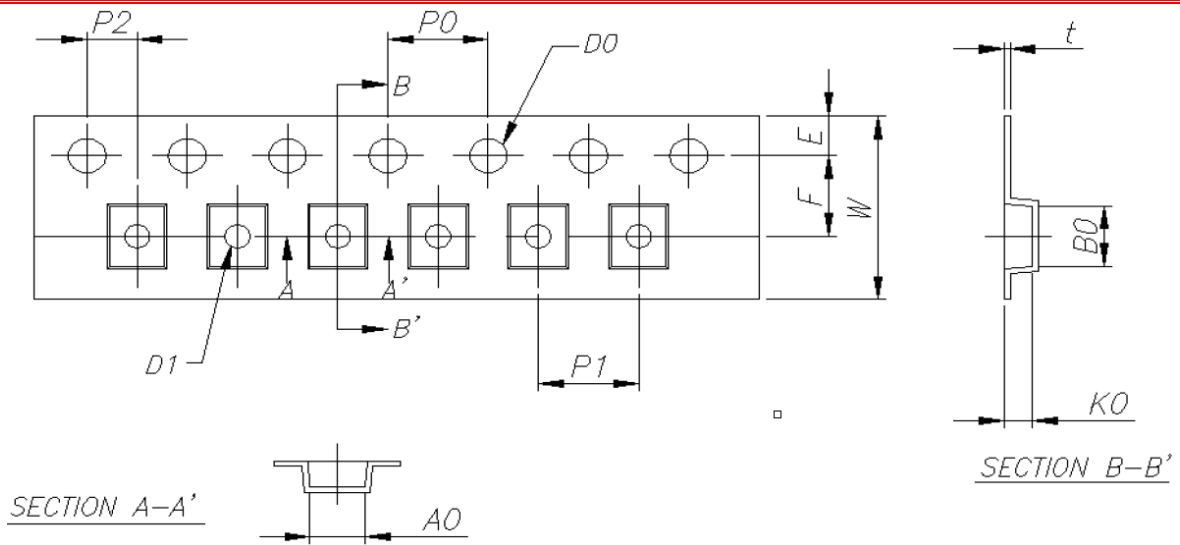 P2
P0
D0
t
B
E
F
W
B0
A
A'
B'
D1
P1
K0
SECTION B-B'
SECTION A-A'
A0